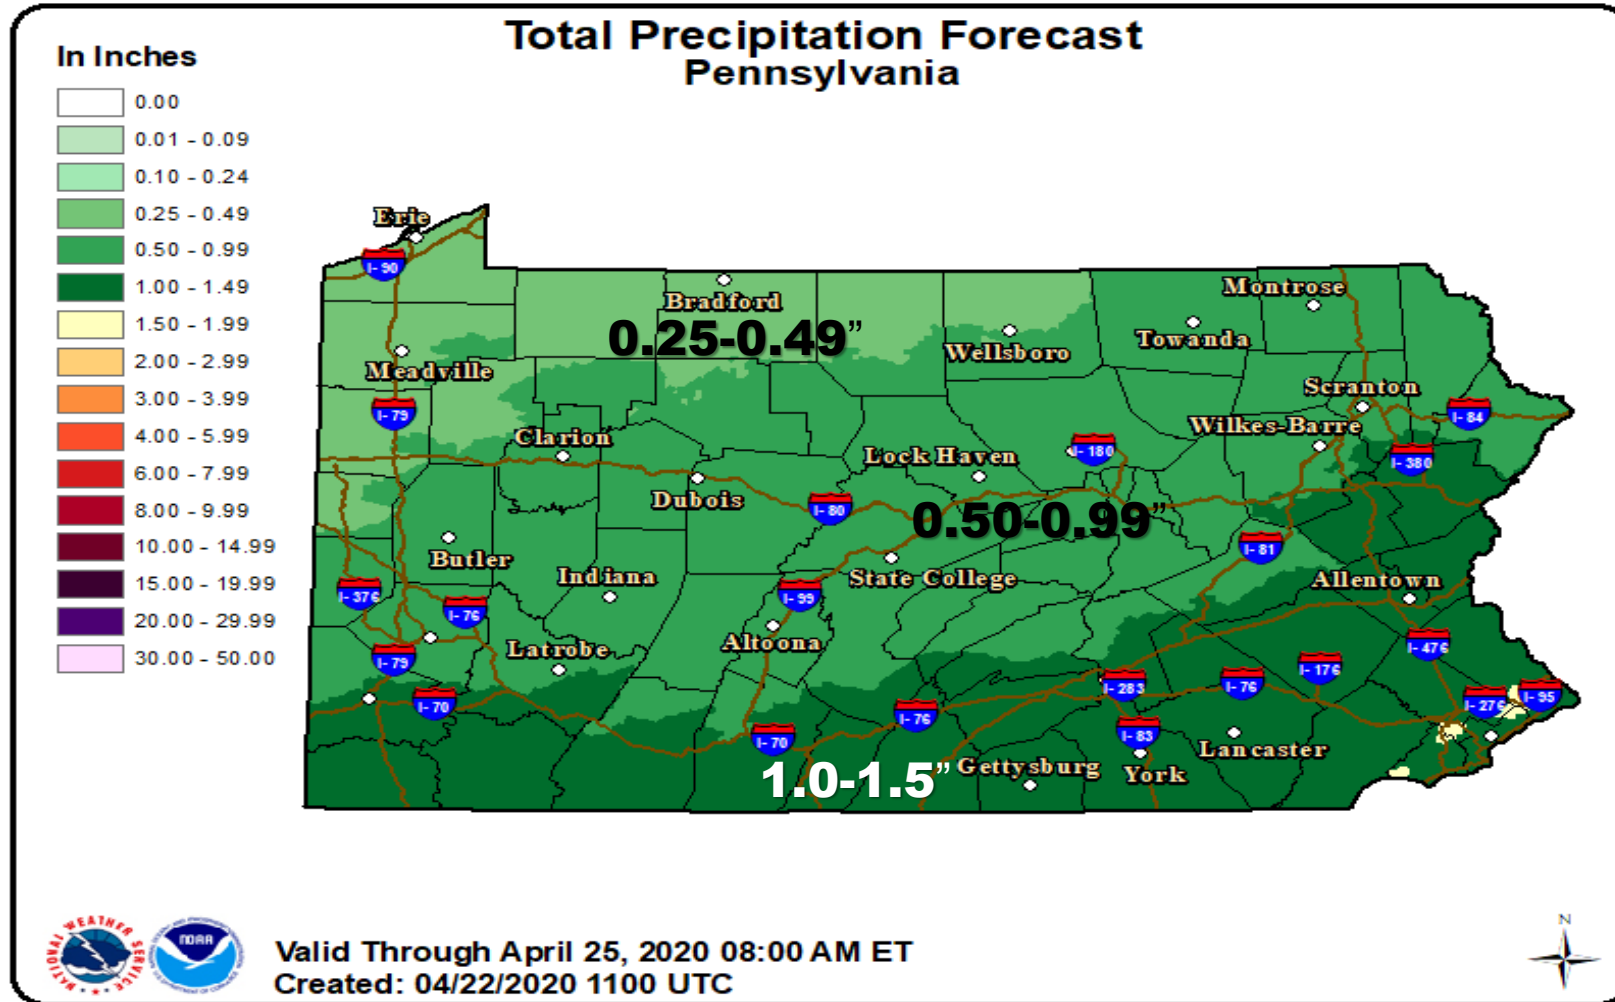 Total Precipitation Forecast
Pennsylvania
In Inches
0.00
0.01 - 0.09
0.10 - 0.24
0.25 - 0.49
0.50 - 0.99
1.00 - 1.49
1.50 - 1.99
2.00 - 2.99
3.00 - 3.99
4.00 - 5.99
6.00 - 7.99
8.00 - 9.99
10.00 - 14.99
15.00 - 19.99
20.00 - 29.99
30.00 - 50.00
Erie
I- 90
Bradford
Montrose
0.25-0.49”
Wellsboro
Towanda
Meadville
Scranton
I- 79
I- 84
Clarion
Wilkes-Barre
Lock Haven
I- 180
I- 380
Dubois
I- 80
0.50-0.99”
Butler
I- 81
Indiana
State College
Allentown
I- 376
I- 76
I- 99
Latrobe
Altoona
I- 476
I- 79
I- 70
I- 283
I- 76
I- 176
I- 276
I- 95
I- 76
I- 70
I- 83
Lancaster
1.0-1.5”
Gettysburg
York
NATIONAL WEATHER SERVICE
NOAA
Valid Through April 25, 2020 08:00 AM ET
Created: 04/22/2020 1100 UTC
N